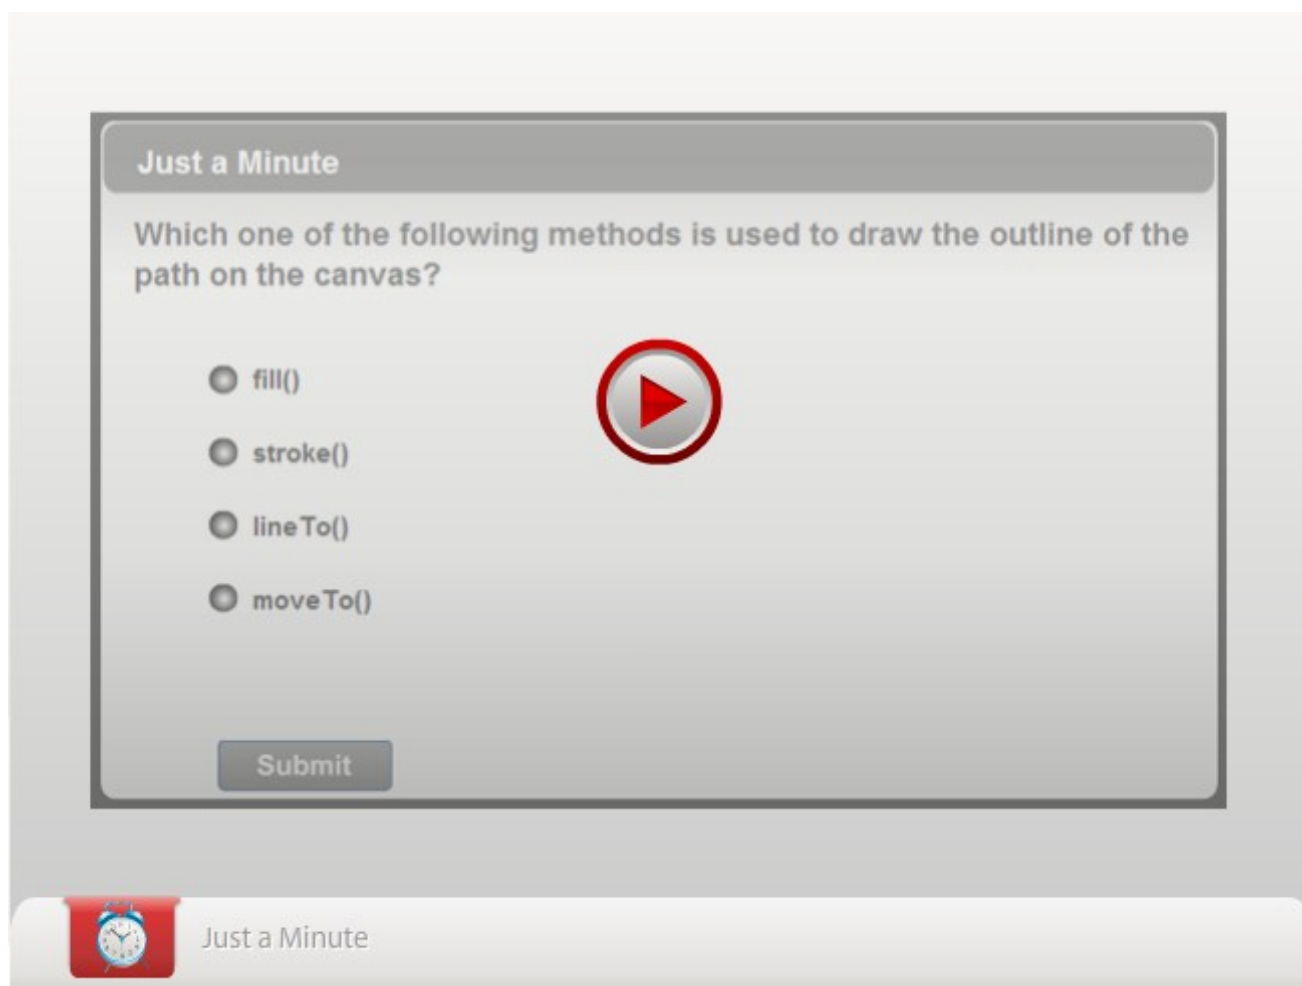 Just a Minute
Which one of the following methods is used to draw the outline of the
path on the canvas?
fill()
stroke()
lineTo()
moveTo()
Submit
Just a Minute